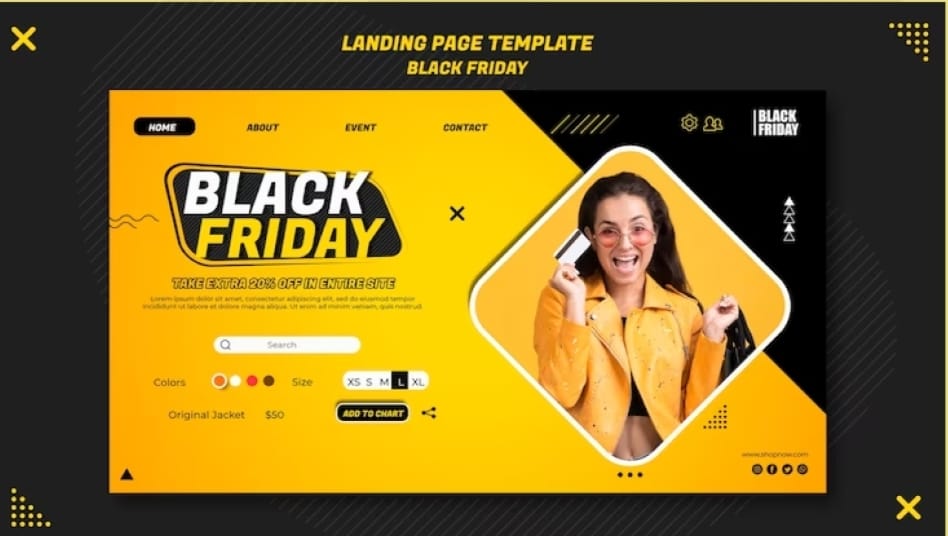 LANDING PAGE TEMPLATE
BLACK FRIDAY
HOME ABOUT EVENT CONTACT
BLACK
FRIDAY
BLACK
FRIDAY
TAKE EXTRA 20% OFF IN ENTIRE SITE
Lorem ipsum dolor sit amet, consectetur adipiscing elit, sed do eiusmod tempor
incididunt ut labore et dolore magna aliqua. Ut enim ad minim veniam, quis nostrud.
Search
Colors Size XS S M L XL
Original Jacket $50 ADD TO CHART
www.shopnow.com